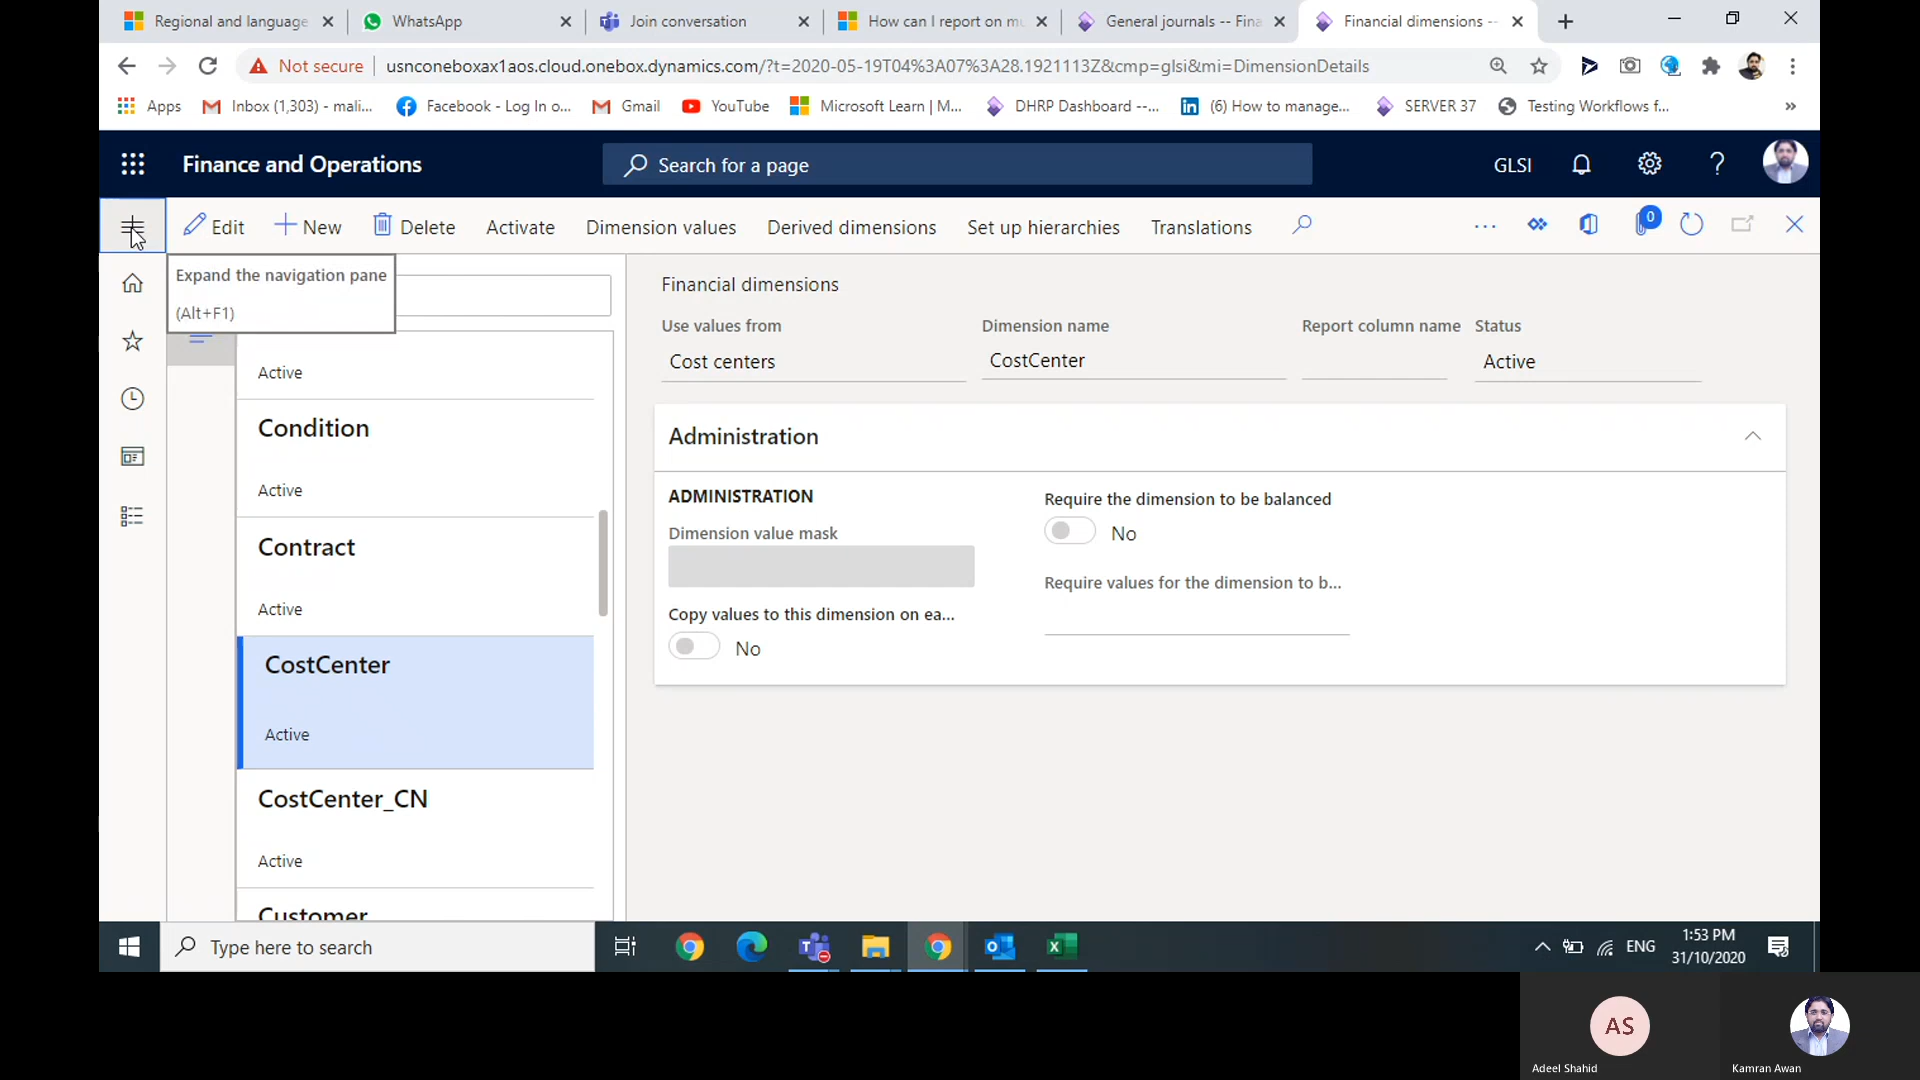 Regional and language
WhatsApp
Join conversation
How can I report on mu
General journals -- Fina
Financial dimensions --
Not secure
usnconeboxax1aos.cloud.onebox.dynamics.com/?t=2020-05-19T04%3A07%3A28.1921113Z&cmp=glsi&mi=DimensionDetails
Apps
Inbox (1,303) - mali...
Facebook - Log In o...
Gmail
YouTube
Microsoft Learn | M...
DHRP Dashboard --...
(6) How to manage...
SERVER 37
Testing Workflows f...
»
Finance and Operations
Search for a page
GLSI
?
Edit
New
Delete
Activate
Dimension values
Derived dimensions
Set up hierarchies
Translations
...
0
Expand the navigation pane
(Alt+F1)
Active
Condition
Active
Contract
Active
CostCenter
Active
CostCenter_CN
Active
Customer
Financial dimensions
Use values from
Cost centers
Dimension name
CostCenter
Report column name
Status
Active
Administration
ADMINISTRATION
Dimension value mask
Copy values to this dimension on ea...
No
Require the dimension to be balanced
No
Require values for the dimension to b...
Type here to search
ENG
1:53 PM
31/10/2020
AS
Adeel Shahid
Kamran Awan